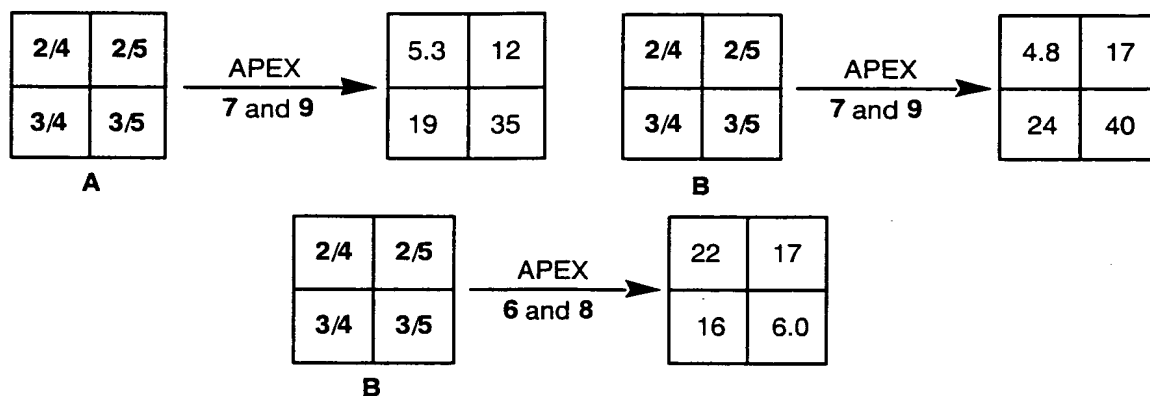 2/4 2/5
3/4 3/5
A
APEX
7 and 9
5.3 12
19 35
2/4 2/5
3/4 3/5
B
APEX
7 and 9
4.8 17
24 40
2/4 2/5
3/4 3/5
B
APEX
6 and 8
22 17
16 6.0